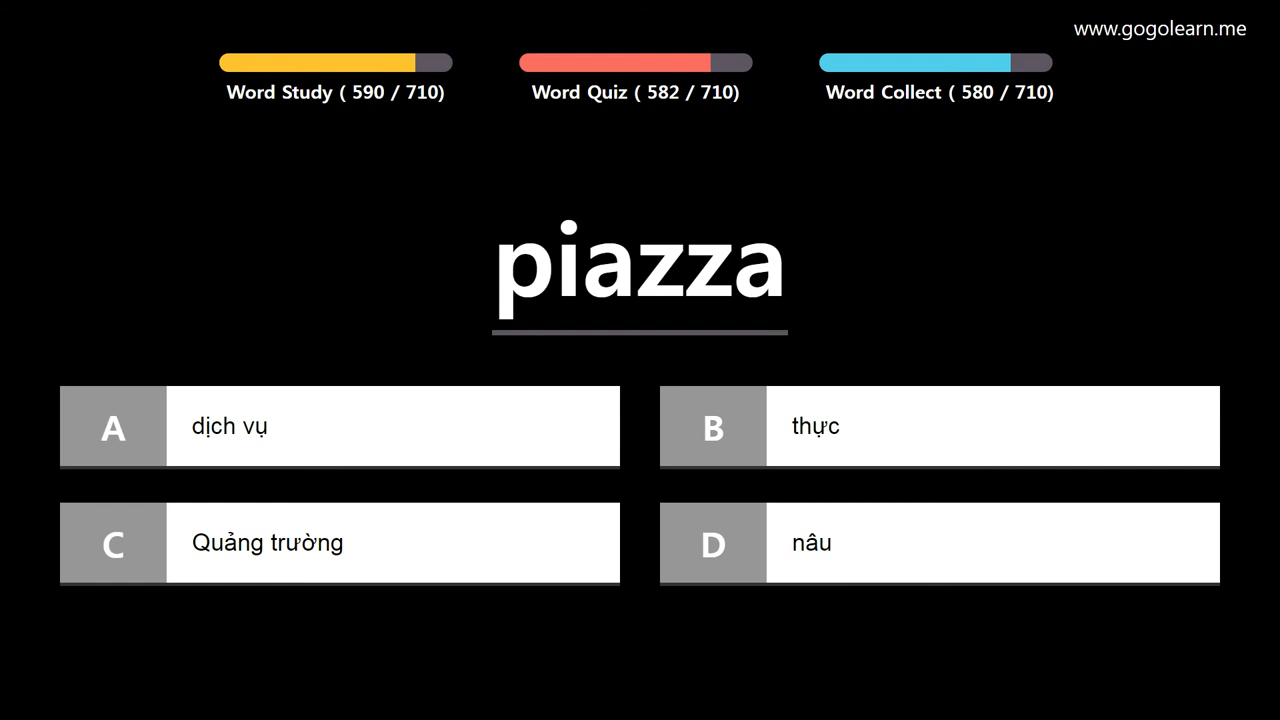 www.gogolearn.me
Word Study ( 590 / 710)
Word Quiz ( 582 / 710)
Word Collect ( 580 / 710)
piazza
A
dịch vụ
B
thực
C
Quảng trường
D
nâu